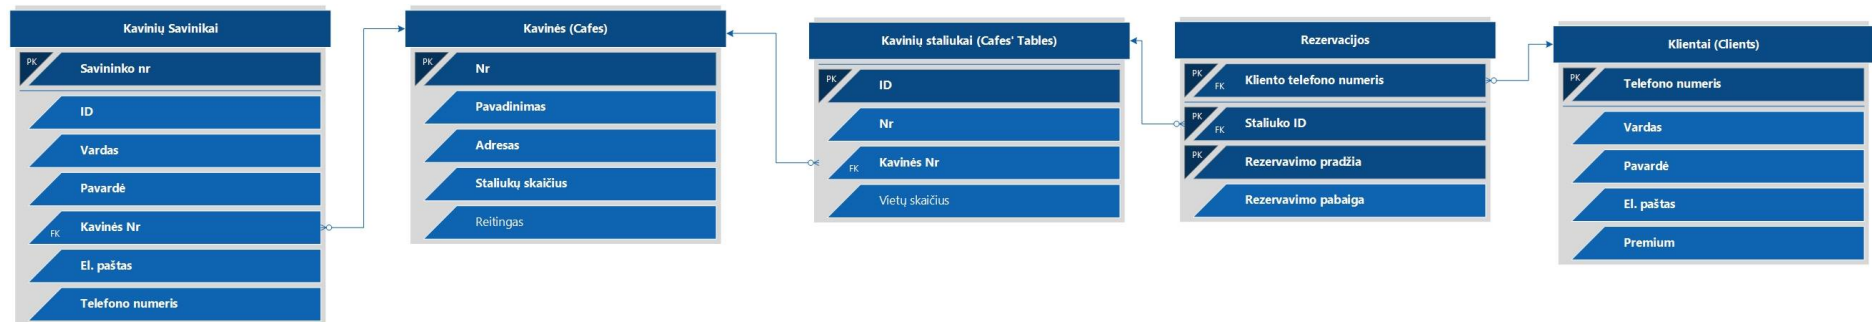 Kavinių Savinikai
PK
Savininko nr
ID
Vardas
Pavardė
FK
Kavinės Nr
El. paštas
Telefono numeris
Kavinės (Cafes)
PK
Nr
Pavadinimas
Adresas
Staliukų skaičius
Reitingas
Kavinių staliukai (Cafes' Tables)
PK
ID
Nr
FK
Kavinės Nr
Vietų skaičius
Rezervacijos
PK
FK
Kliento telefono numeris
PK
FK
Staliuko ID
PK
Rezervavimo pradžia
Rezervavimo pabaiga
Klientai (Clients)
PK
Telefono numeris
Vardas
Pavardė
El. paštas
Premium